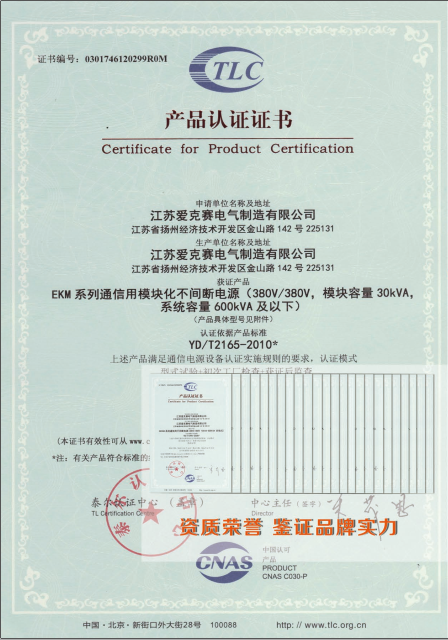 证书编号: 0301746120299R0M
TLC
产品认证证书
Certificate for Product Certification
申请单位名称及地址
江苏爱克赛电气制造有限公司
江苏省扬州经济技术开发区金山路 142 号 225131
生产单位名称及地址
江苏爱克赛电气制造有限公司
江苏省扬州经济技术开发区金山路 142 号 225131
获证产品
EKM 系列通信用模块化不间断电源（380V/380V，模块容量 30kVA，
系统容量 600kVA 及以下）
（产品具体型号见附件）
认证依据产品标准
YD/T2165-2010*
上述产品满足通信电源设备认证实施规则的要求，认证模式
型式试验+初次工厂检查+获证后监督
TLC
产品认证证书
Certificate for Product Certification
(本证书有效性可从 www.c
*注：有关产品符合标准的
泰尔认证中心
TL Certification Centre
中心主任（签字）
Director
资质荣誉 鉴证品牌实力
CNAS
中国认可
产品
PRODUCT
CNAS C030-P
中国·北京·新街口外大街28号 100088 http://www.tlc.org.cn